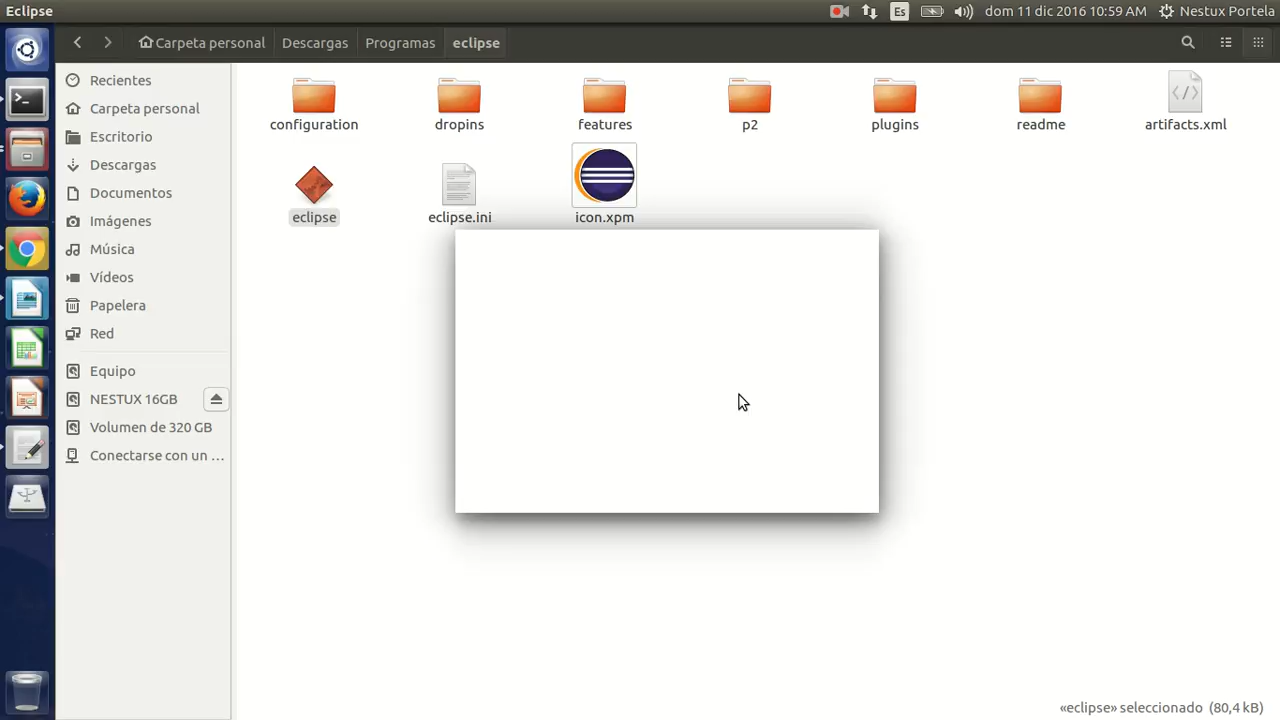 Eclipse
Es
dom 11 dic 2016 10:59 AM
Nestux Portela
Carpeta personal
Descargas
Programas
eclipse
Recientes
Carpeta personal
Escritorio
Descargas
Documentos
Imágenes
Música
Vídeos
Papelera
Red
Equipo
NESTUX 16GB
Volumen de 320 GB
Conectarse con un …
configuration
dropins
features
p2
plugins
readme
artifacts.xml
eclipse
eclipse.ini
icon.xpm
«eclipse» seleccionado (80,4 kB)